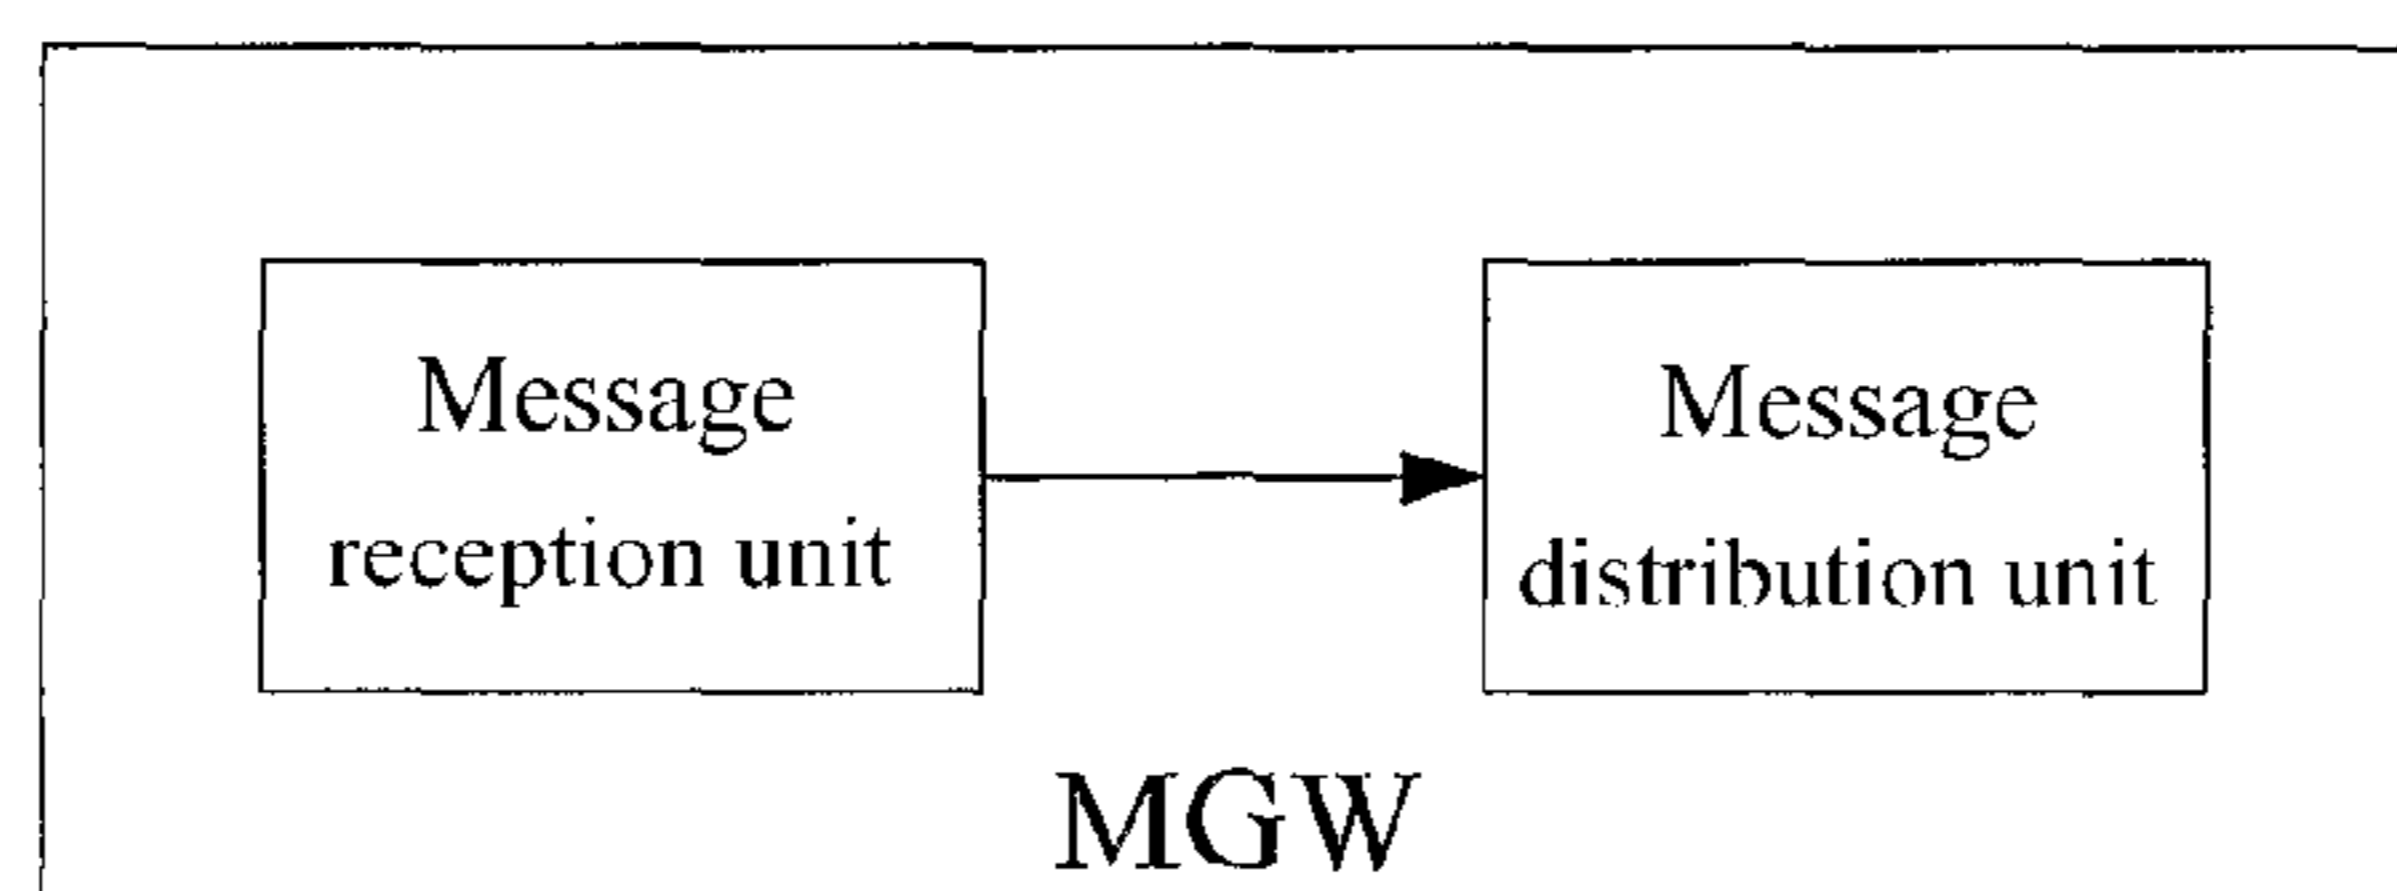 Message
reception unit
Message
distribution unit
MGW